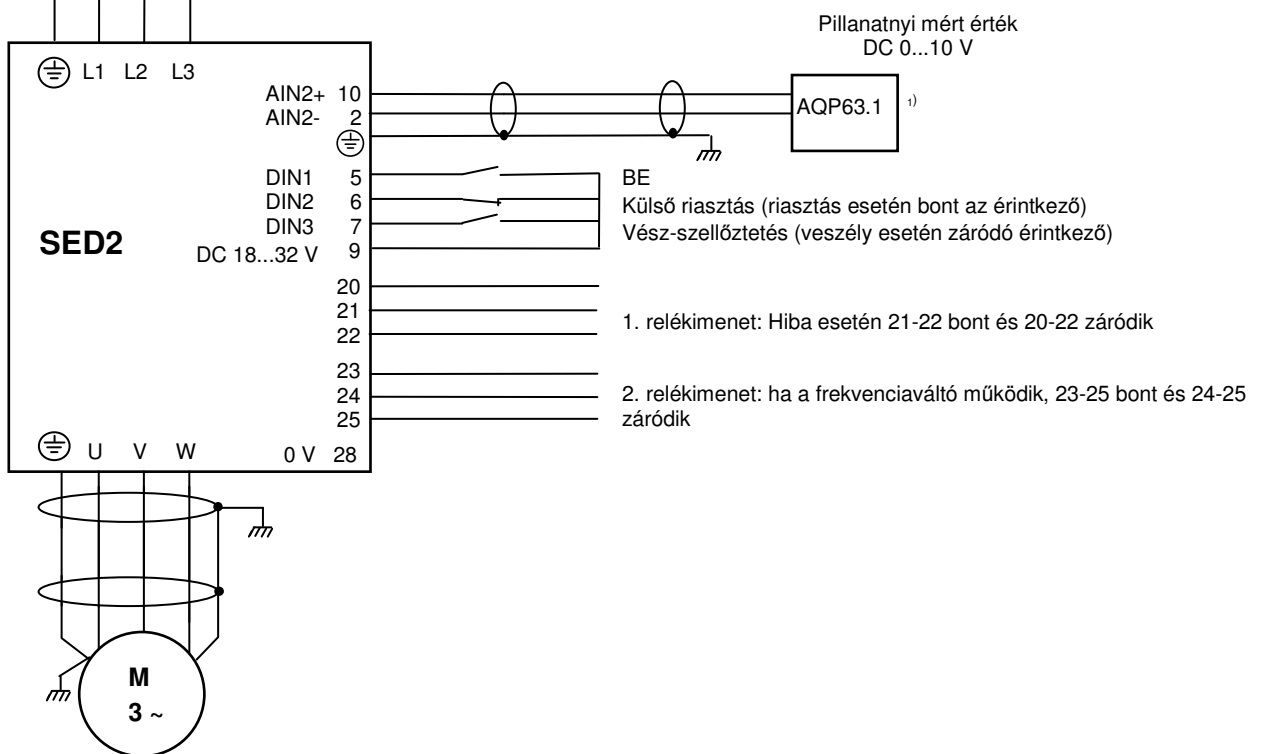 Pillanatnyi mért érték
DC 0...10 V
L1 L2 L3
AIN2+ 10
AIN2- 2
AQP63.1 1)
DIN1 5
BE
DIN2 6
Külső riasztás (riasztás esetén bont az érintkező)
DIN3 7
Vész-szellőztetés (veszély esetén záródó érintkező)
SED2
DC 18...32 V 9
20
21
1. relékimenet: Hiba esetén 21-22 bont és 20-22 záródik
22
23
24
2. relékimenet: ha a frekvenciaváltó működik, 23-25 bont és 24-25
záródik
25
U V W
0 V 28
M
3 ~